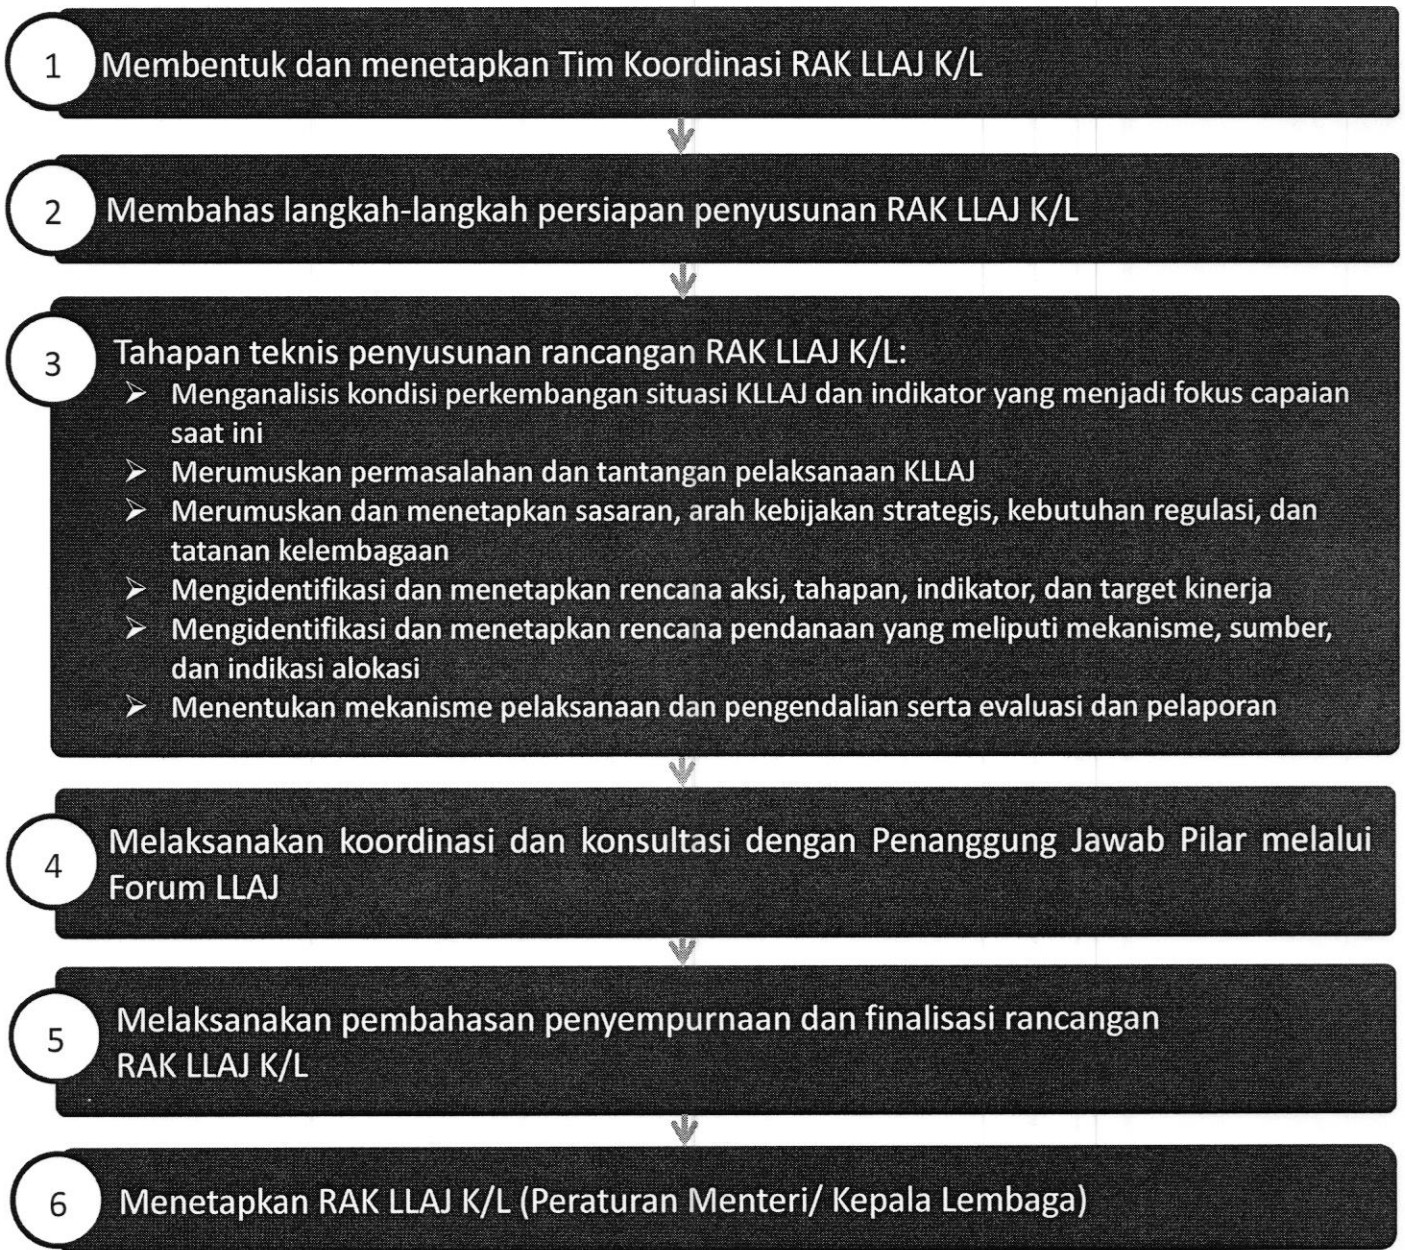 1
Membentuk dan menetapkan Tim Koordinasi RAK LLAJ K/L
2
Membahas langkah-langkah persiapan penyusunan RAK LLAJ K/L
3
Tahapan teknis penyusunan rancangan RAK LLAJ K/L:
➢ Menganalisis kondisi perkembangan situasi KLLAJ dan indikator yang menjadi fokus capaian
saat ini
➢ Merumuskan permasalahan dan tantangan pelaksanaan KLLAJ
➢ Merumuskan dan menetapkan sasaran, arah kebijakan strategis, kebutuhan regulasi, dan
tatanan kelembagaan
➢ Mengidentifikasi dan menetapkan rencana aksi, tahapan, indikator, dan target kinerja
➢ Mengidentifikasi dan menetapkan rencana pendanaan yang meliputi mekanisme, sumber,
dan indikasi alokasi
➢ Menentukan mekanisme pelaksanaan dan pengendalian serta evaluasi dan pelaporan
4
Melaksanakan koordinasi dan konsultasi dengan Penanggung Jawab Pilar melalui
Forum LLAJ
5
Melaksanakan pembahasan penyempurnaan dan finalisasi rancangan
RAK LLAJ K/L
6
Menetapkan RAK LLAJ K/L (Peraturan Menteri/ Kepala Lembaga)